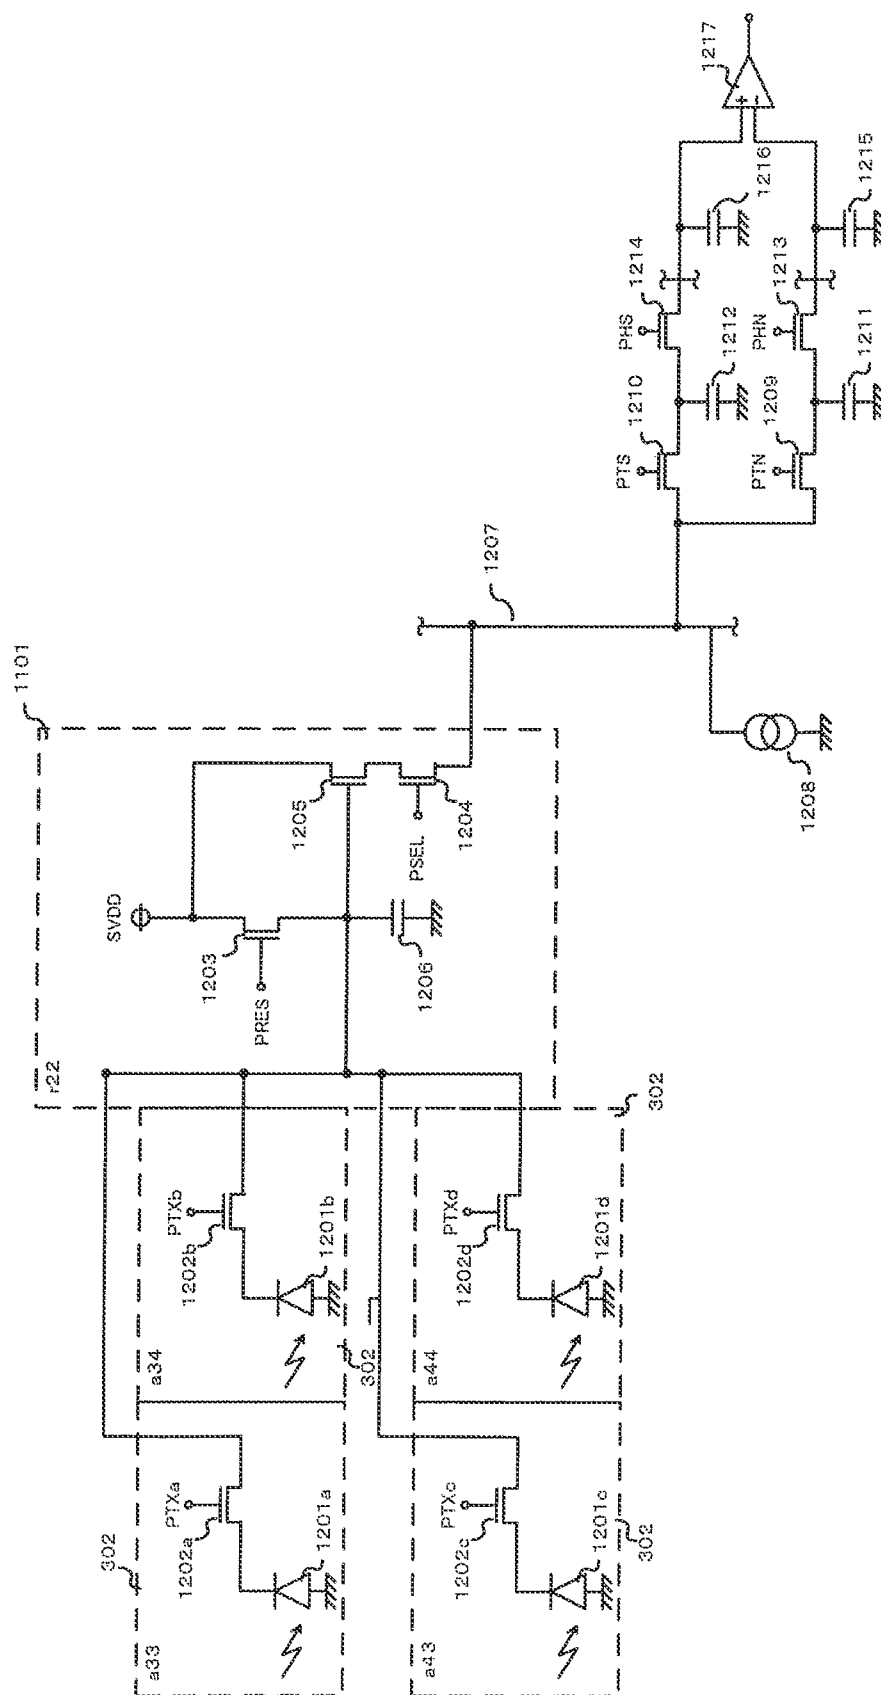 1217
1216
1215
PHS
1214
PHN
1213
1212
1211
PTS
1210
PTN
1209
1207
1208
1101
r22
SVDD
1205
1204
PSEL
1203
PRES
1206
302
PTXb
1202b
1201b
a34
PTXd
1202d
1201d
a44
302
302
PTXa
1202a
1201a
a33
PTXc
1202c
1201c
a43
302